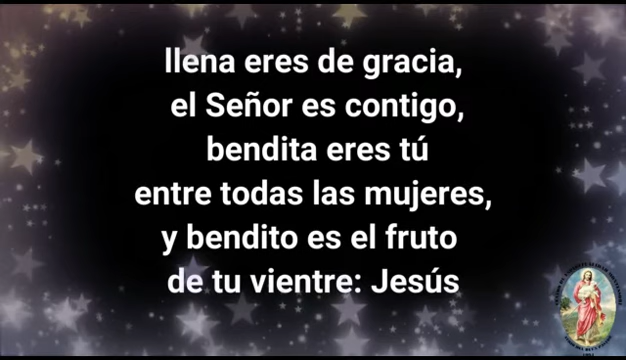 llena eres de gracia,
el Señor es contigo,
bendita eres tú
entre todas las mujeres,
y bendito es el fruto
de tu vientre: Jesús